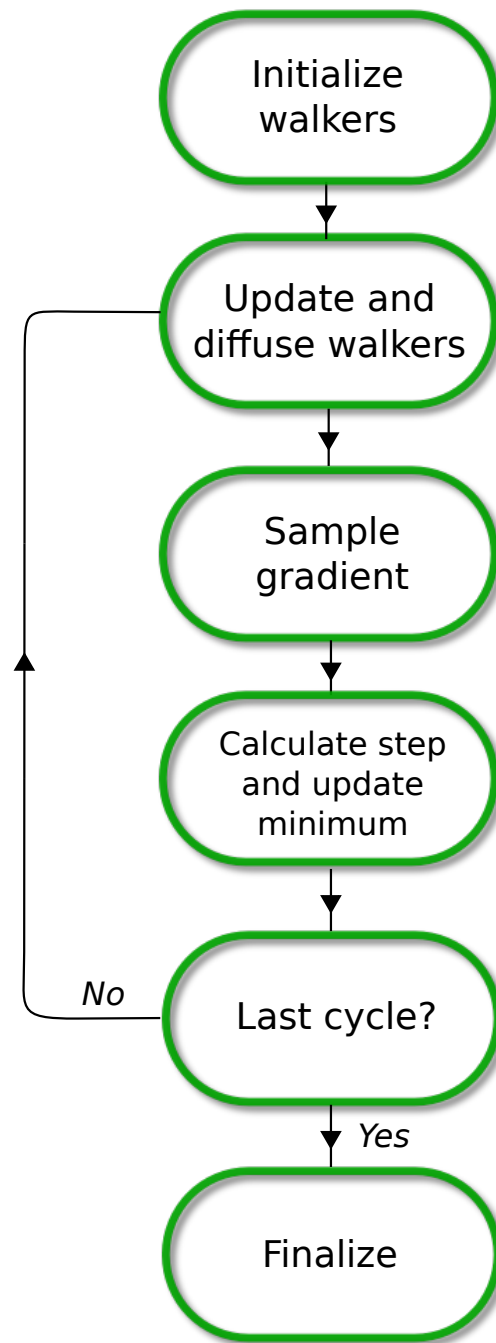 Initialize
walkers
Update and
diffuse walkers
Sample
gradient
Calculate step
and update
minimum
No
Last cycle?
Yes
Finalize